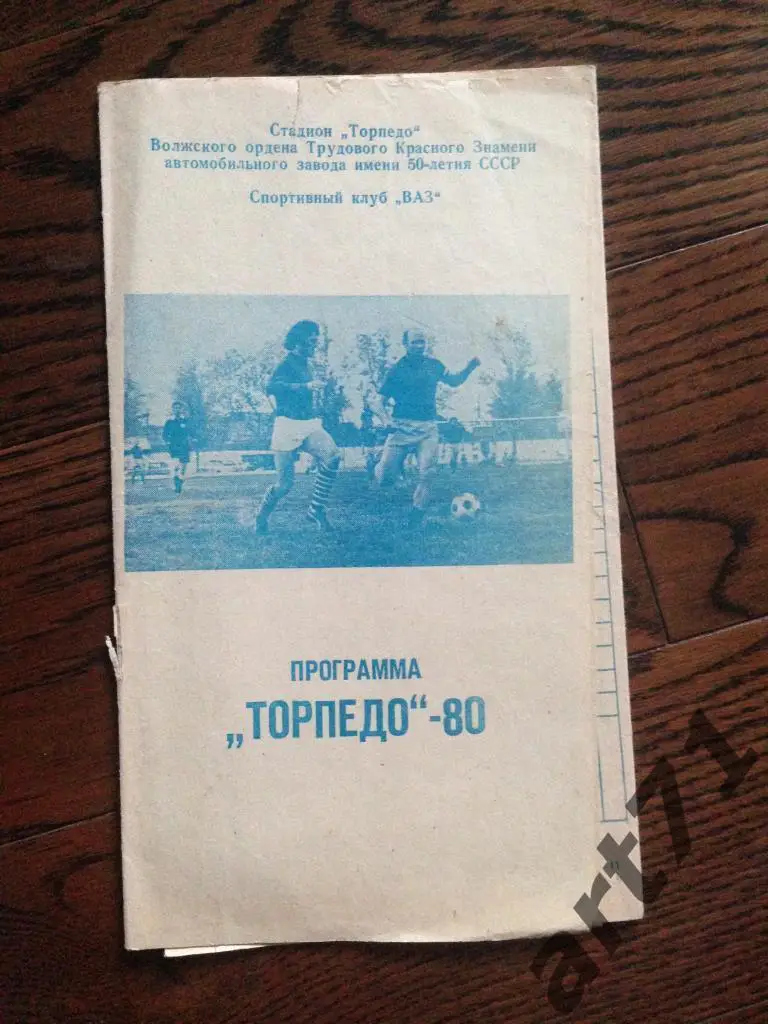 Стадион „Торпедо“
Волжского ордена Трудового Красного Знамени
автомобильного завода имени 50-летия СССР
Спортивный клуб „ВАЗ“
ПРОГРАММА
„ТОРПЕДО“-80
art71